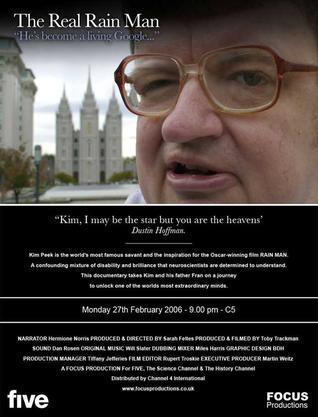 The Real Rain Man
"He's become a living Google..."
"Kim, I may be the star but you are the heavens'
Dustin Hoffman.
Kim Peek is the world's most famous savant and the inspiration for the Oscar-winning film RAIN MAN.
A confounding mixture of disability and brilliance that neuroscientists are determined to understand.
This documentary takes Kim and his father Fran on a journey
to unlock one of the worlds most extraordinary minds.
Monday 27th February 2006 - 9.00 pm - C5
NARRATOR Hermione Norris PRODUCED & DIRECTED BY Sarah Felles PRODUCED & FILMED BY Toby Trackman
SOUND Dan Rosen ORIGINAL MUSIC Will Slater DUBBING MIXER Miles Harris GRAPHIC DESIGN BDH
PRODUCTION MANAGER Tiffany Jefferies FILM EDITOR Rupert Troskie EXECUTIVE PRODUCER Martin Weitz
A FOCUS PRODUCTION For FIVE, The Science Channel & The History Channel
Distributed by Channel 4 International
www.focusproductions.co.uk
five
FOCUS
Productions